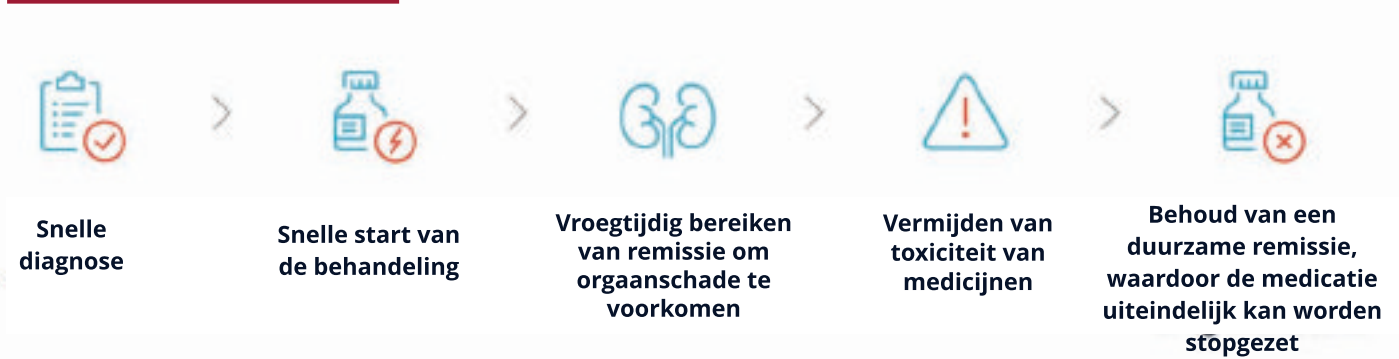 Snelle
diagnose
Snelle start van
de behandeling
Vroegtijdig bereiken
van remissie om
orgaanschade te
voorkomen
Vermijden van
toxiciteit van
medicijnen
Behoud van een
duurzame remissie,
waardoor de medicatie
uiteindelijk kan worden
stopgezet